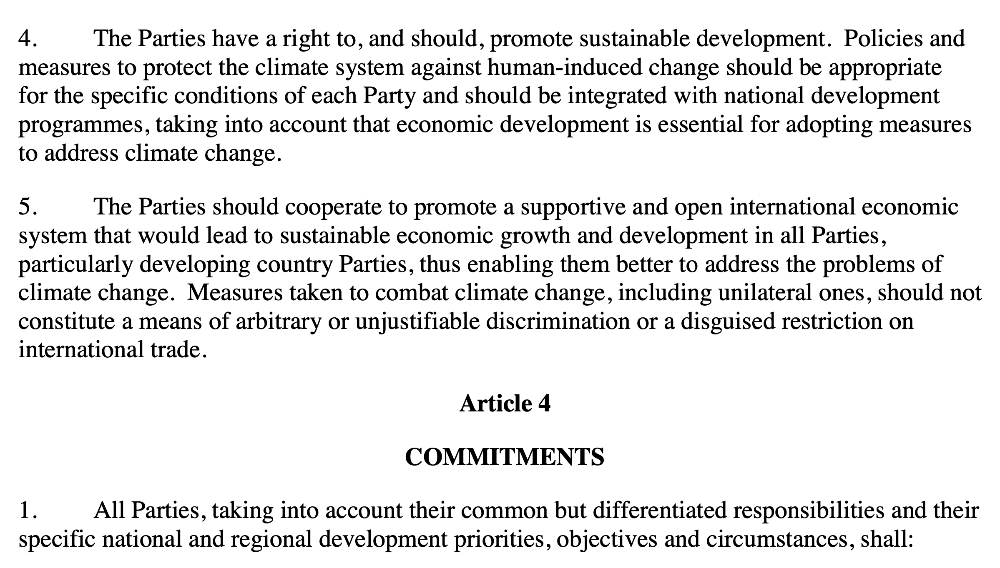 4. The Parties have a right to, and should, promote sustainable development.  Policies and
measures to protect the climate system against human-induced change should be appropriate
for the specific conditions of each Party and should be integrated with national development
programmes, taking into account that economic development is essential for adopting measures
to address climate change.
5. The Parties should cooperate to promote a supportive and open international economic
system that would lead to sustainable economic growth and development in all Parties,
particularly developing country Parties, thus enabling them better to address the problems of
climate change.  Measures taken to combat climate change, including unilateral ones, should not
constitute a means of arbitrary or unjustifiable discrimination or a disguised restriction on
international trade.
Article 4
COMMITMENTS
1. All Parties, taking into account their common but differentiated responsibilities and their
specific national and regional development priorities, objectives and circumstances, shall: